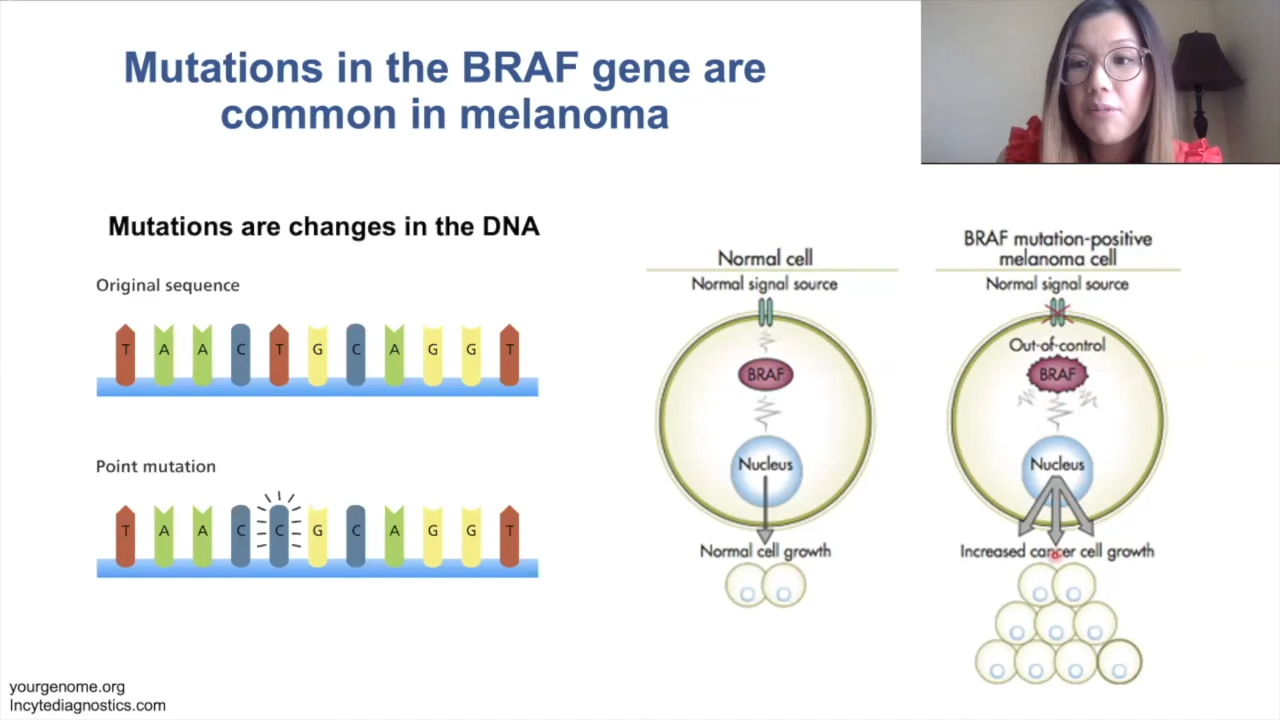 Mutations in the BRAF gene are
common in melanoma
Mutations are changes in the DNA
Original sequence
T A A C T G C A G G T
Point mutation
T A A C C G C A G G T
Normal cell
Normal signal source
BRAF
Nucleus
Normal cell growth
BRAF mutation-positive
melanoma cell
Normal signal source
Out-of-control
BRAF
Nucleus
Increased cancer cell growth
yourgenome.org
Incytediagnostics.com